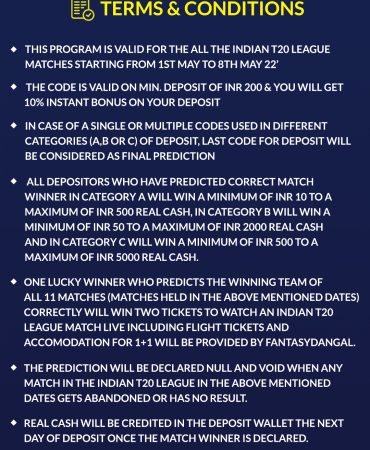 TERMS & CONDITIONS
◆ THIS PROGRAM IS VALID FOR THE ALL THE INDIAN T20 LEAGUE
MATCHES STARTING FROM 1ST MAY TO 8TH MAY 22'
◆ THE CODE IS VALID ON MIN. DEPOSIT OF INR 200 & YOU WILL GET
10% INSTANT BONUS ON YOUR DEPOSIT
◆ IN CASE OF A SINGLE OR MULTIPLE CODES USED IN DIFFERENT
CATEGORIES (A,B OR C) OF DEPOSIT, LAST CODE FOR DEPOSIT WILL
BE CONSIDERED AS FINAL PREDICTION
◆ ALL DEPOSITORS WHO HAVE PREDICTED CORRECT MATCH
WINNER IN CATEGORY A WILL WIN A MINIMUM OF INR 10 TO A
MAXIMUM OF INR 500 REAL CASH, IN CATEGORY B WILL WIN A
MINIMUM OF INR 50 TO A MAXIMUM OF INR 2000 REAL CASH
AND IN CATEGORY C WILL WIN A MINIMUM OF INR 500 TO A
MAXIMUM OF INR 5000 REAL CASH.
◆ ONE LUCKY WINNER WHO PREDICTS THE WINNING TEAM OF
ALL 11 MATCHES (MATCHES HELD IN THE ABOVE MENTIONED DATES)
CORRECTLY WILL WIN TWO TICKETS TO WATCH AN INDIAN T20
LEAGUE MATCH LIVE INCLUDING FLIGHT TICKETS AND
ACCOMODATION FOR 1+1 WILL BE PROVIDED BY FANTASYDANGAL.
◆ THE PREDICTION WILL BE DECLARED NULL AND VOID WHEN ANY
MATCH IN THE INDIAN T20 LEAGUE IN THE ABOVE MENTIONED
DATES GETS ABANDONED OR HAS NO RESULT.
◆ REAL CASH WILL BE CREDITED IN THE DEPOSIT WALLET THE NEXT
DAY OF DEPOSIT ONCE THE MATCH WINNER IS DECLARED.